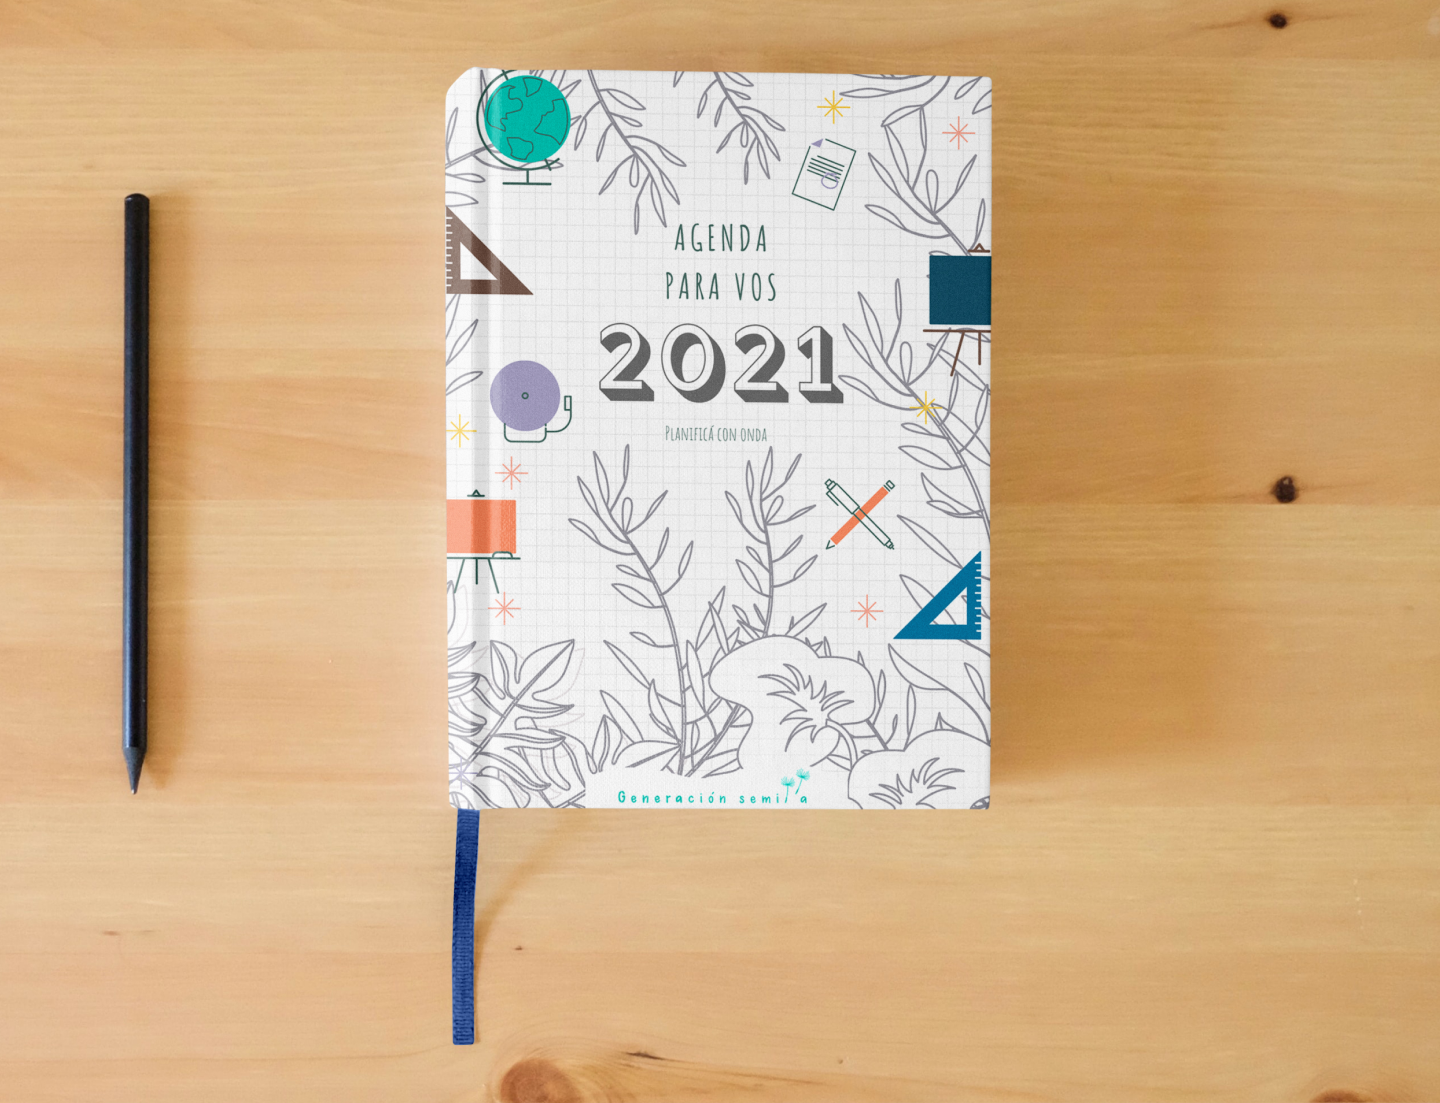 AGENDA
PARA VOS
2021
PLANIFICÁ CON ONDA
Generación semilla